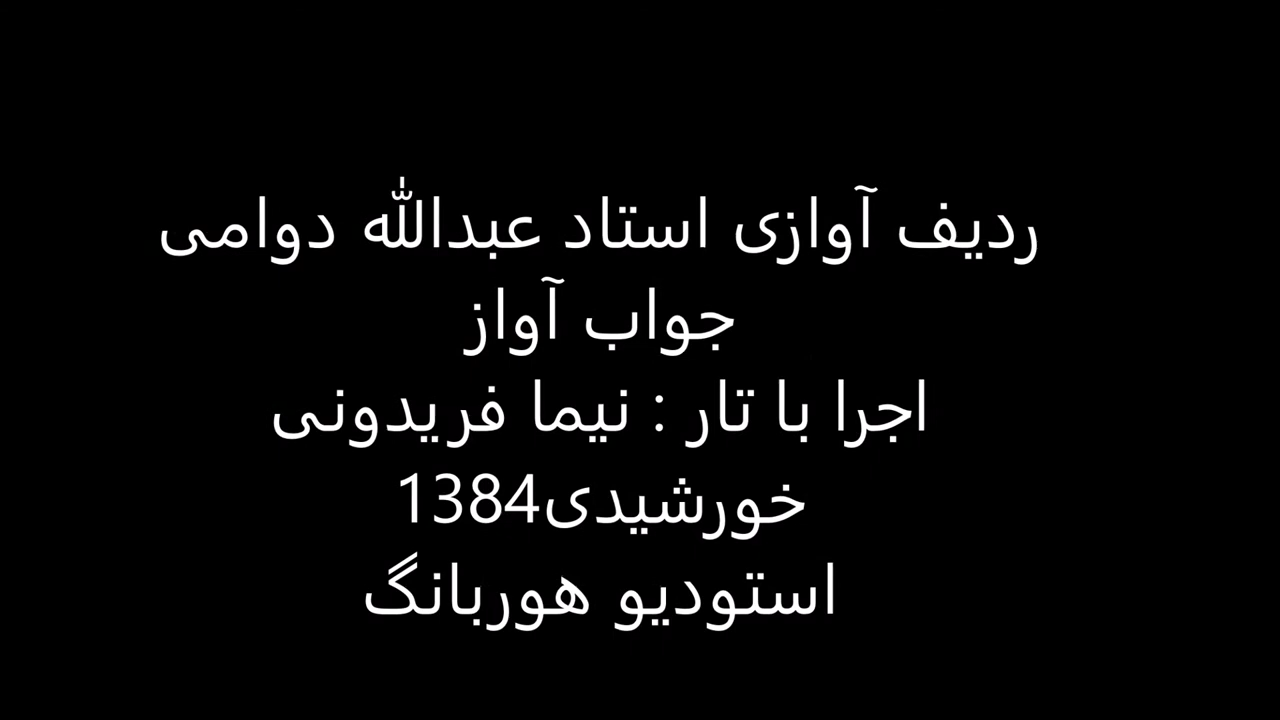 ردیف آوازی استاد عبدالله دوامی
جواب آواز
اجرا با تار : نیما فریدونی
خورشیدی1384
استودیو هوربانگ